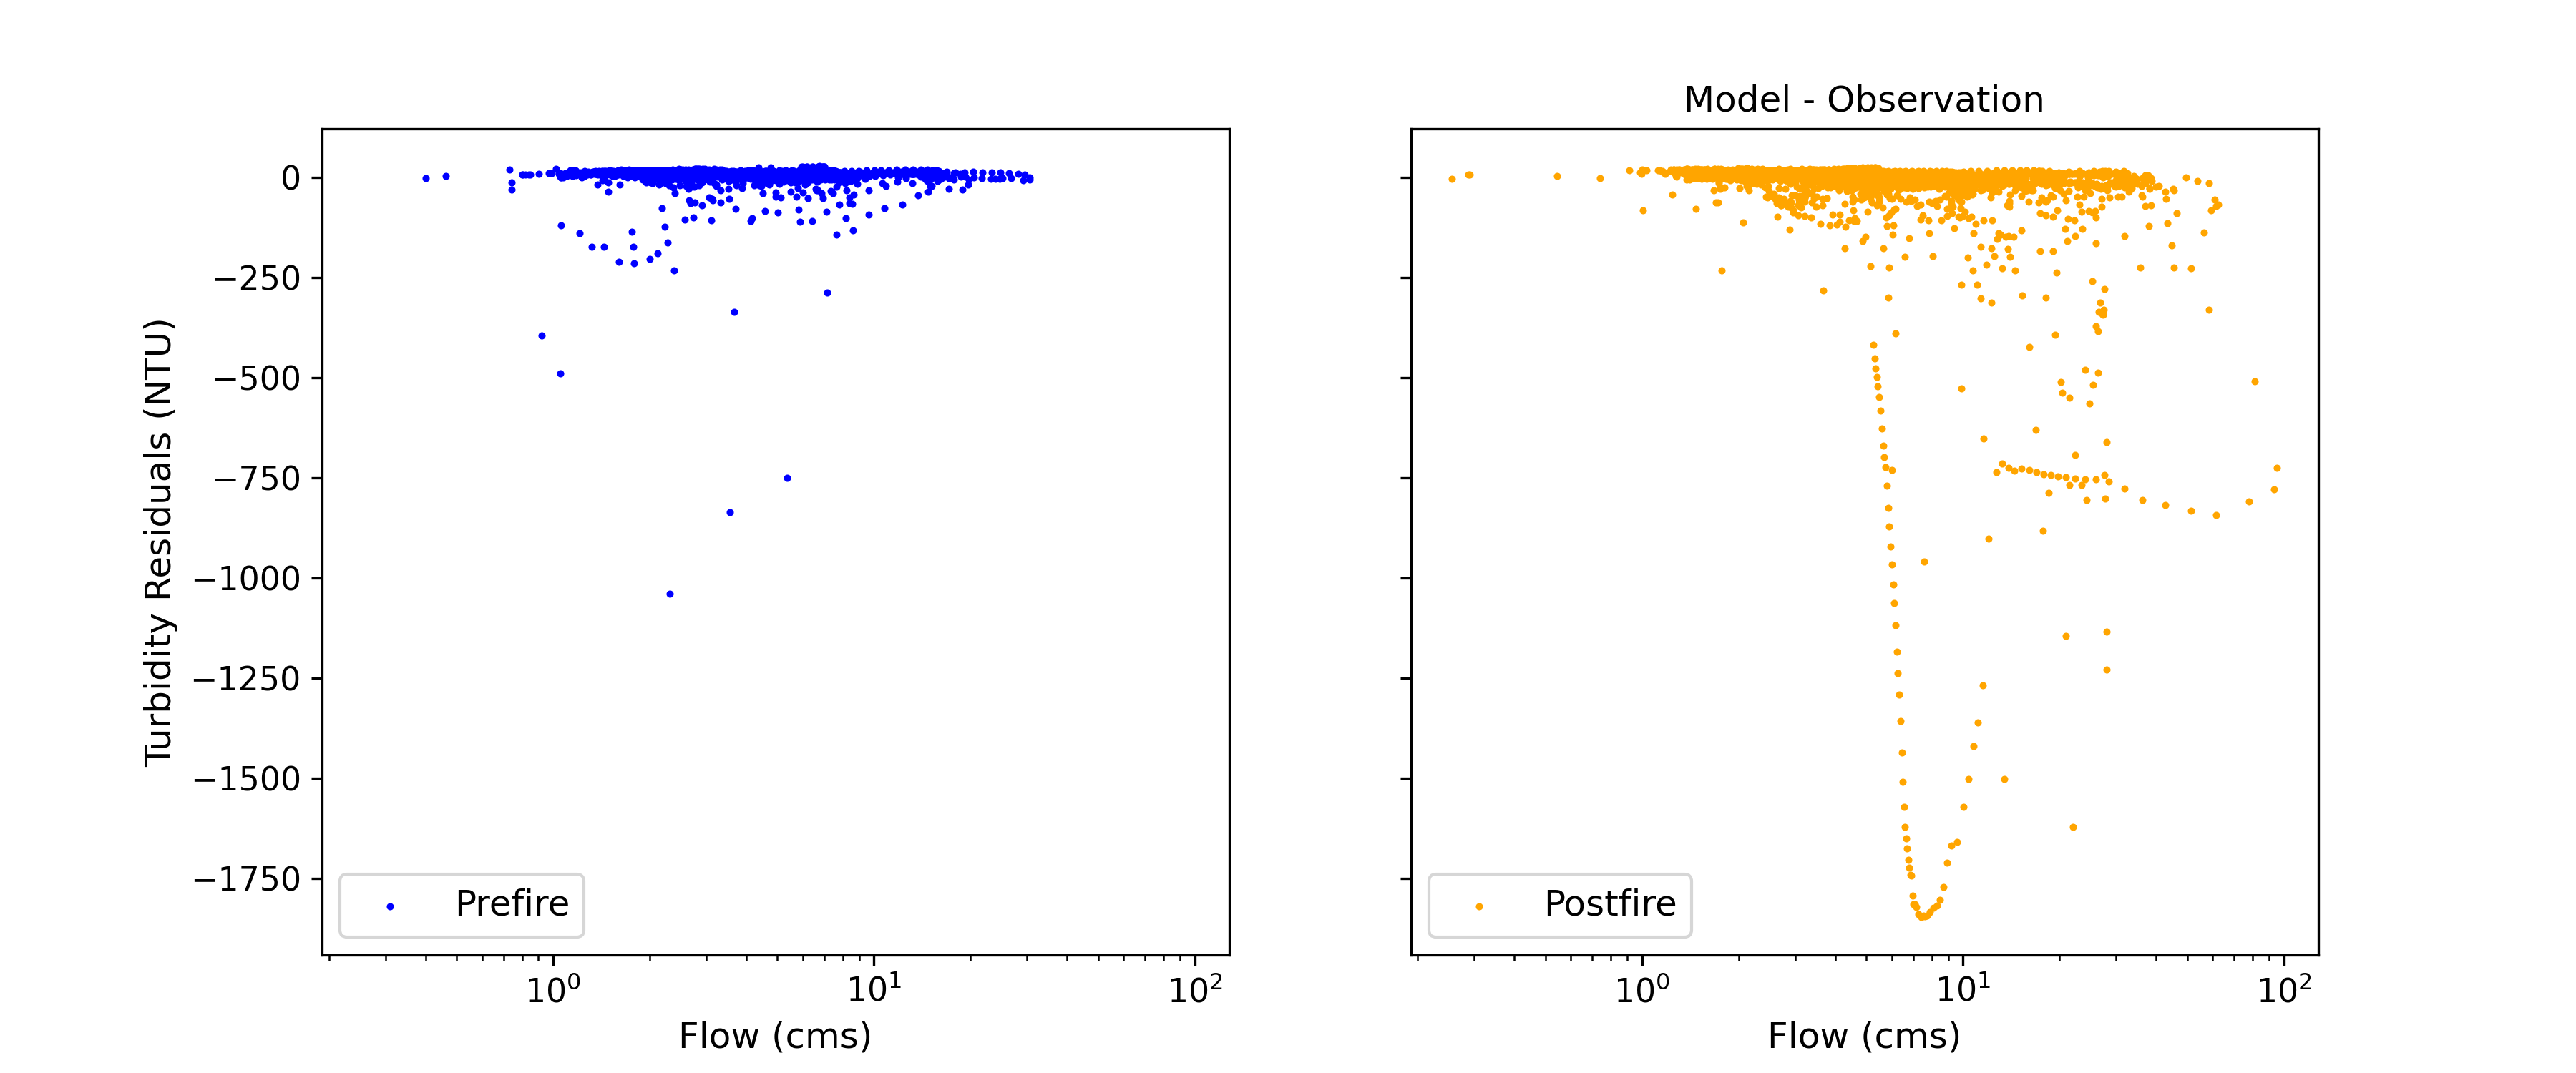 Model - Observation
Turbidity Residuals (NTU)
0
−250
−500
−750
−1000
−1250
−1500
−1750
Prefire
Postfire
10⁰ 10¹ 10²
10⁰ 10¹ 10²
Flow (cms)
Flow (cms)